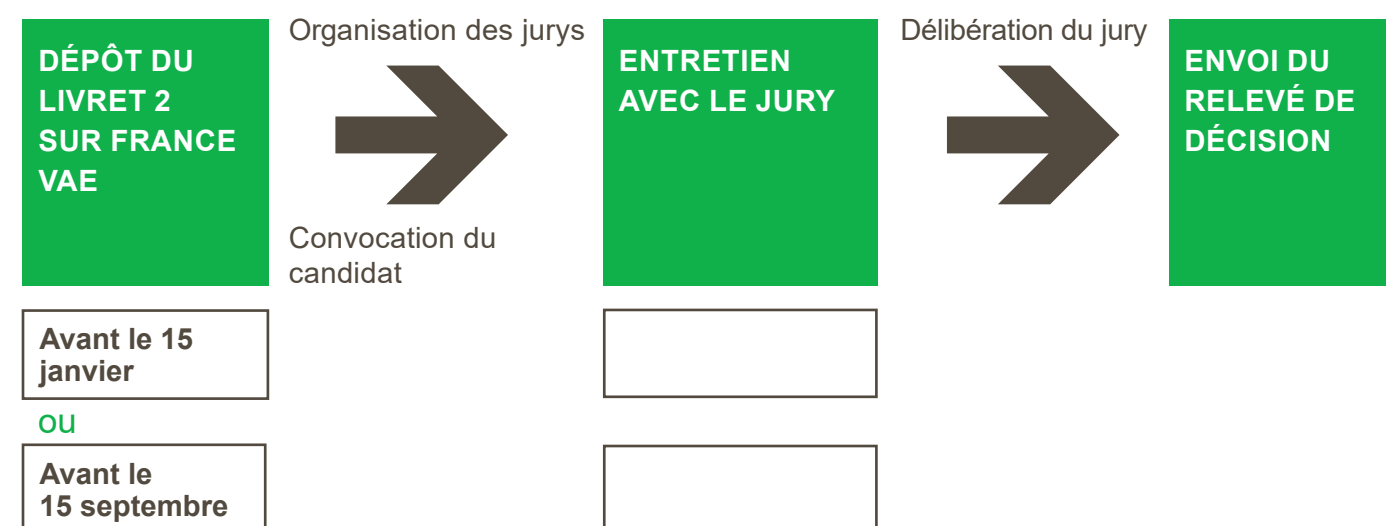 DÉPÔT DU
LIVRET 2
SUR FRANCE
VAE
Organisation des jurys
Convocation du
candidat
ENTRETIEN
AVEC LE JURY
Délibération du jury
ENVOI DU
RELEVÉ DE
DÉCISION
Avant le 15
janvier
ou
Avant le
15 septembre